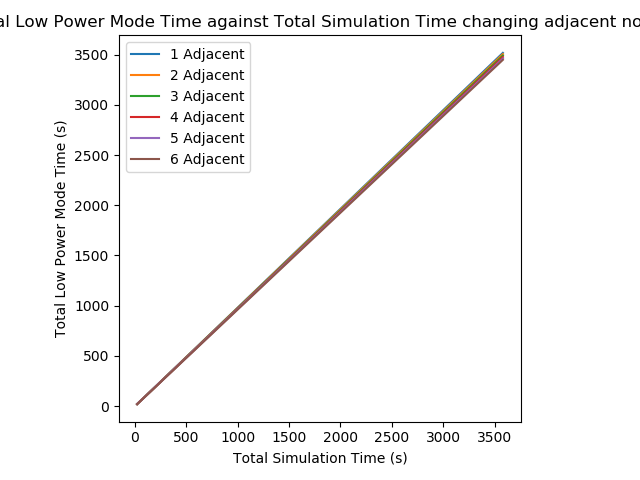 Low Power Mode Time against Total Simulation Time changing adjacent
1 Adjacent
2 Adjacent
3 Adjacent
4 Adjacent
5 Adjacent
6 Adjacent
Total Low Power Mode Time (s)
3500
3000
2500
2000
1500
1000
500
0
0 500 1000 1500 2000 2500 3000 3500
Total Simulation Time (s)